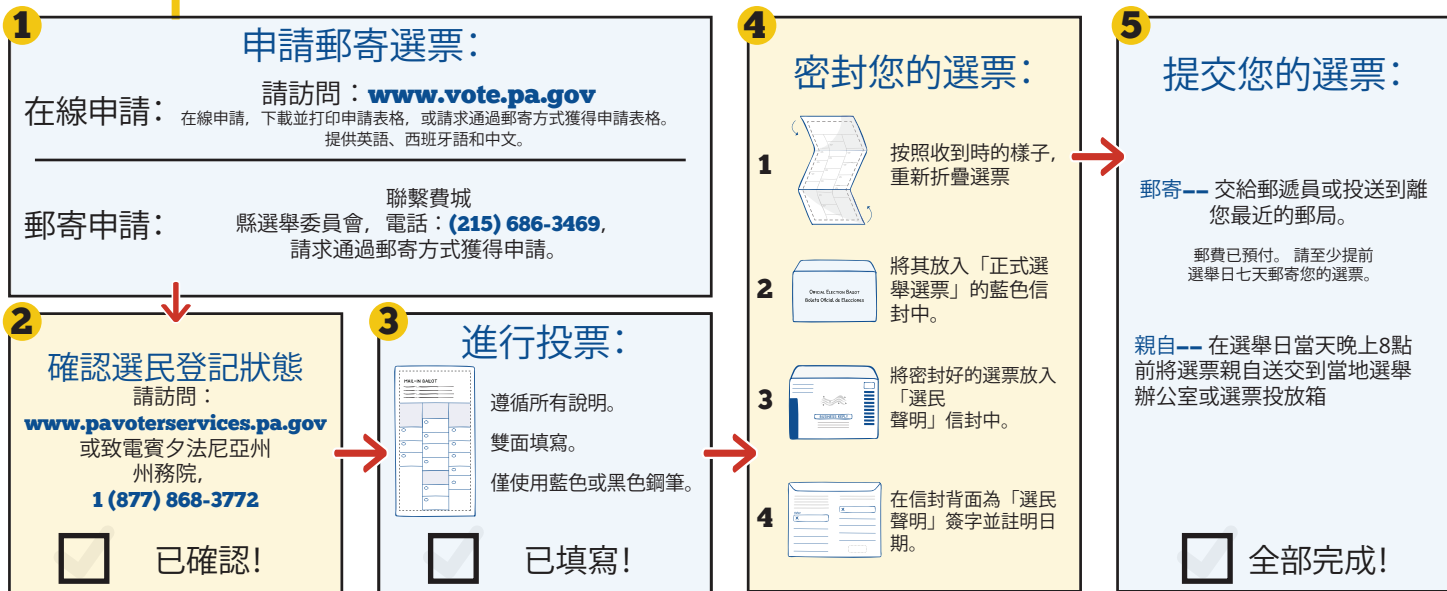 1
申請郵寄選票：
在線申請：
請訪問：www.vote.pa.gov
在線申請，下載並打印申請表格，或請求通過郵寄方式獲得申請表格。
提供英語、西班牙語和中文。
郵寄申請：
聯繫費城
縣選舉委員會，電話：(215) 686-3469，
請求通過郵寄方式獲得申請。
2
確認選民登記狀態
請訪問：
www.pavoterservices.pa.gov
或致電賓夕法尼亞州
州務院，
1 (877) 868-3772
已確認！
3
進行投票：
MAIL-IN BALLOT
遵循所有說明。
雙面填寫。
僅使用藍色或黑色鋼筆。
已填寫！
4
密封您的選票：
1
按照收到時的樣子，
重新折疊選票
2
Official Election Ballot
Boleta Oficial de Elecciones
將其放入「正式選
舉選票」的藍色信
封中。
3
BUSINESS REPLY
將密封好的選票放入
「選民
聲明」信封中。
4
在信封背面為「選民
聲明」簽字並註明日
期。
5
提交您的選票：
郵寄-- 交給郵遞員或投送到離
您最近的郵局。
郵費已預付。 請至少提前
選舉日七天郵寄您的選票。
親自-- 在選舉日當天晚上8點
前將選票親自送交到當地選舉
辦公室或選票投放箱
全部完成！